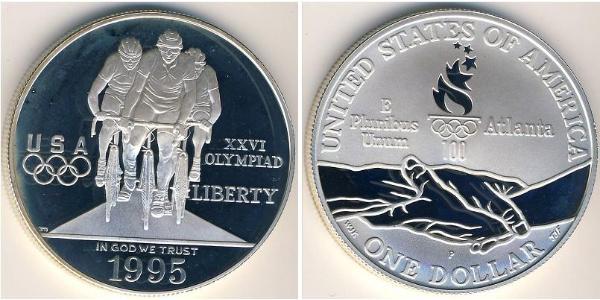 USA
XXVI
OLYMPIAD
LIBERTY
IN GOD WE TRUST
1995
UNITED STATES OF AMERICA
E
Pluribus
Unum
Atlanta
100
P
ONE DOLLAR